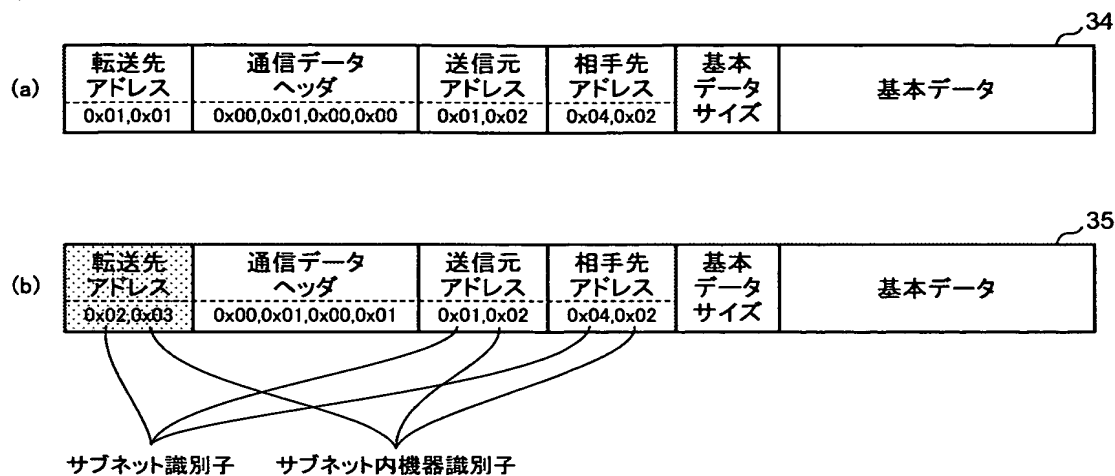 34
(a)
転送先
アドレス
0x01,0x01
通信データ
ヘッダ
0x00,0x01,0x00,0x00
送信元
アドレス
0x01,0x02
相手先
アドレス
0x04,0x02
基本
データ
サイズ
基本データ
35
(b)
転送先
アドレス
0x02,0x03
通信データ
ヘッダ
0x00,0x01,0x00,0x01
送信元
アドレス
0x01,0x02
相手先
アドレス
0x04,0x02
基本
データ
サイズ
基本データ
サブネット識別子
サブネット内機器識別子